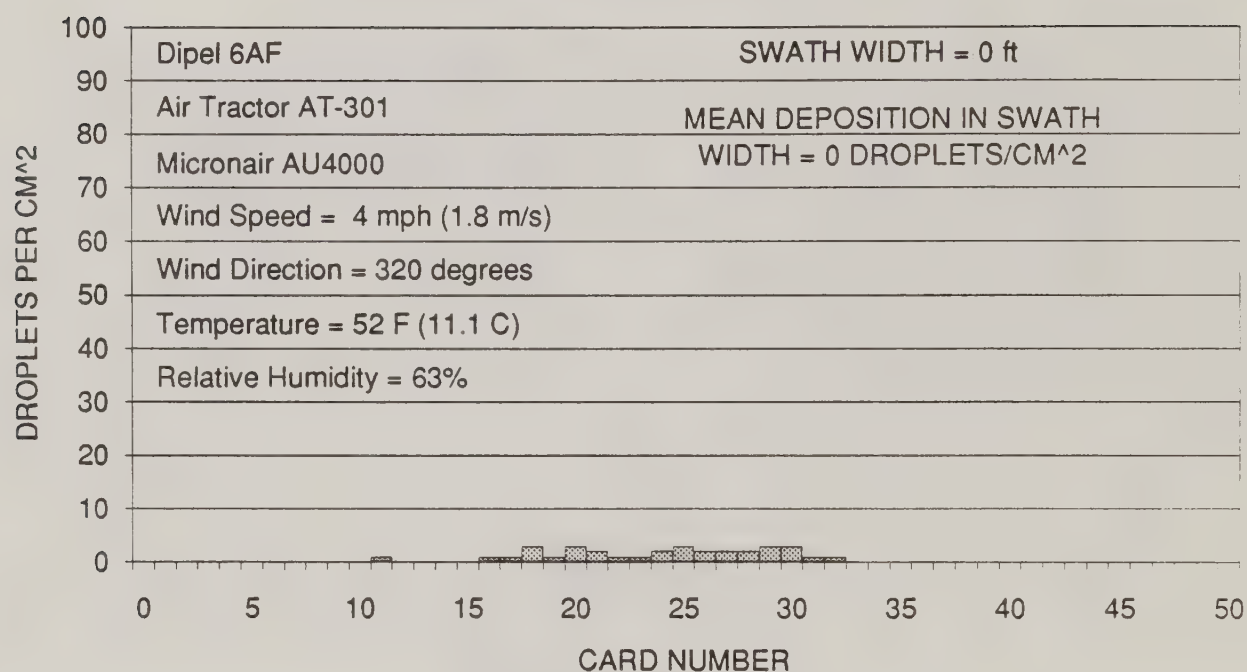 100
90
80
70
60
50
40
30
20
10
0
DROPLETS PER CM^2
Dipel 6AF
Air Tractor AT-301
Micronair AU4000
Wind Speed = 4 mph (1.8 m/s)
Wind Direction = 320 degrees
Temperature = 52 F (11.1 C)
Relative Humidity = 63%
SWATH WIDTH = 0 ft
MEAN DEPOSITION IN SWATH
WIDTH = 0 DROPLETS/CM^2
0 5 10 15 20 25 30 35 40 45 50
CARD NUMBER